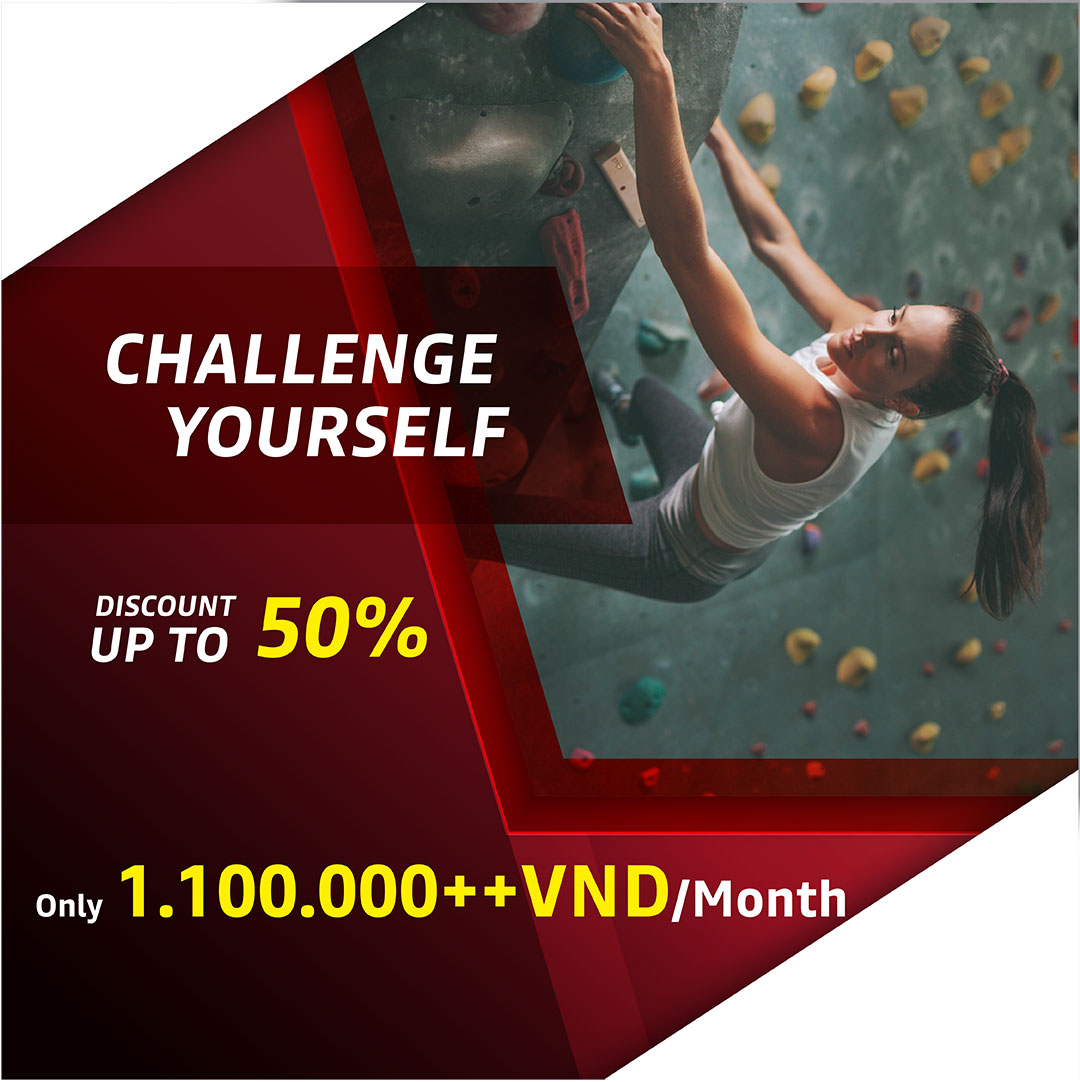 CHALLENGE
YOURSELF
DISCOUNT
UP TO 50%
Only 1.100.000++VND/Month